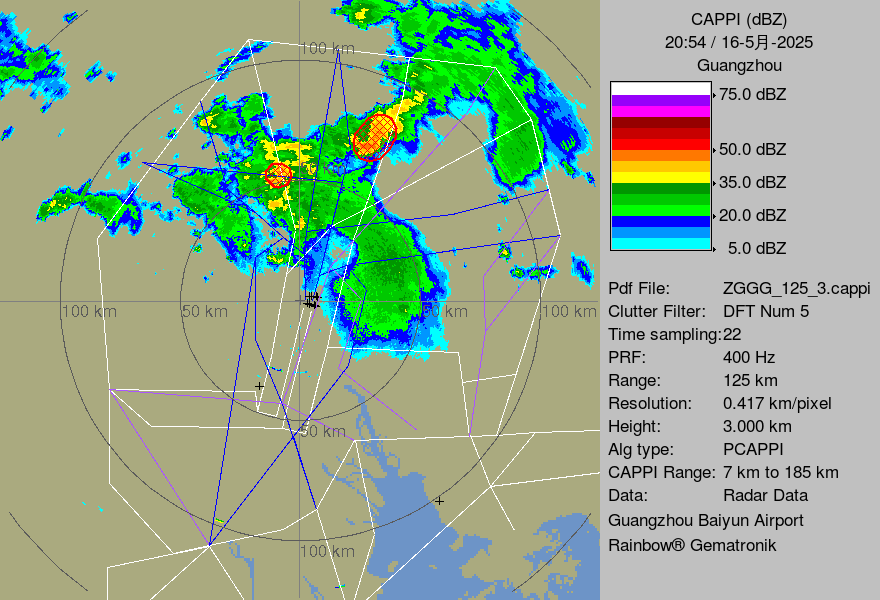 CAPPI (dBZ)
20:54 / 16-5月-2025
Guangzhou
75.0 dBZ
50.0 dBZ
35.0 dBZ
20.0 dBZ
5.0 dBZ
Pdf File: ZGGG_125_3.cappi
Clutter Filter: DFT Num 5
Time sampling:22
PRF: 400 Hz
Range: 125 km
Resolution: 0.417 km/pixel
Height: 3.000 km
Alg type: PCAPPI
CAPPI Range: 7 km to 185 km
Data: Radar Data
Guangzhou Baiyun Airport
Rainbow® Gematronik
100 km
100 km
50 km
50 km
100 km
50 km
100 km